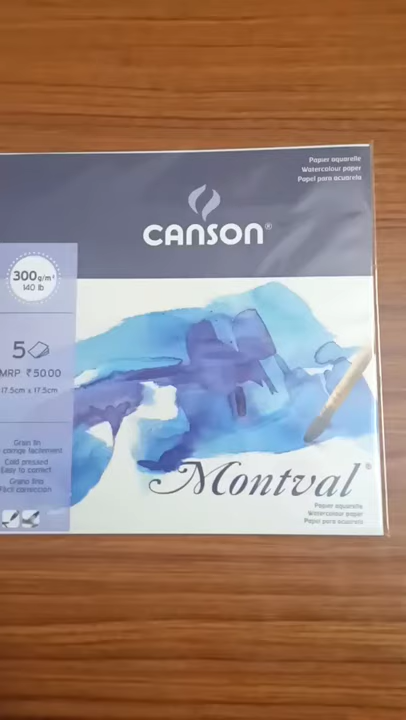 Papier aquarelle
Watercolour paper
Papel para acuarela
CANSON®
300 g/m²
140 lb
5
MRP ₹ 50.00
17.5cm x 17.5cm
Grain fin
corrige facilement
Cold pressed
Easy to correct
Grano fino
Fácil corrección
Montval®
Papier aquarelle
Watercolour paper
Papel para acuarela